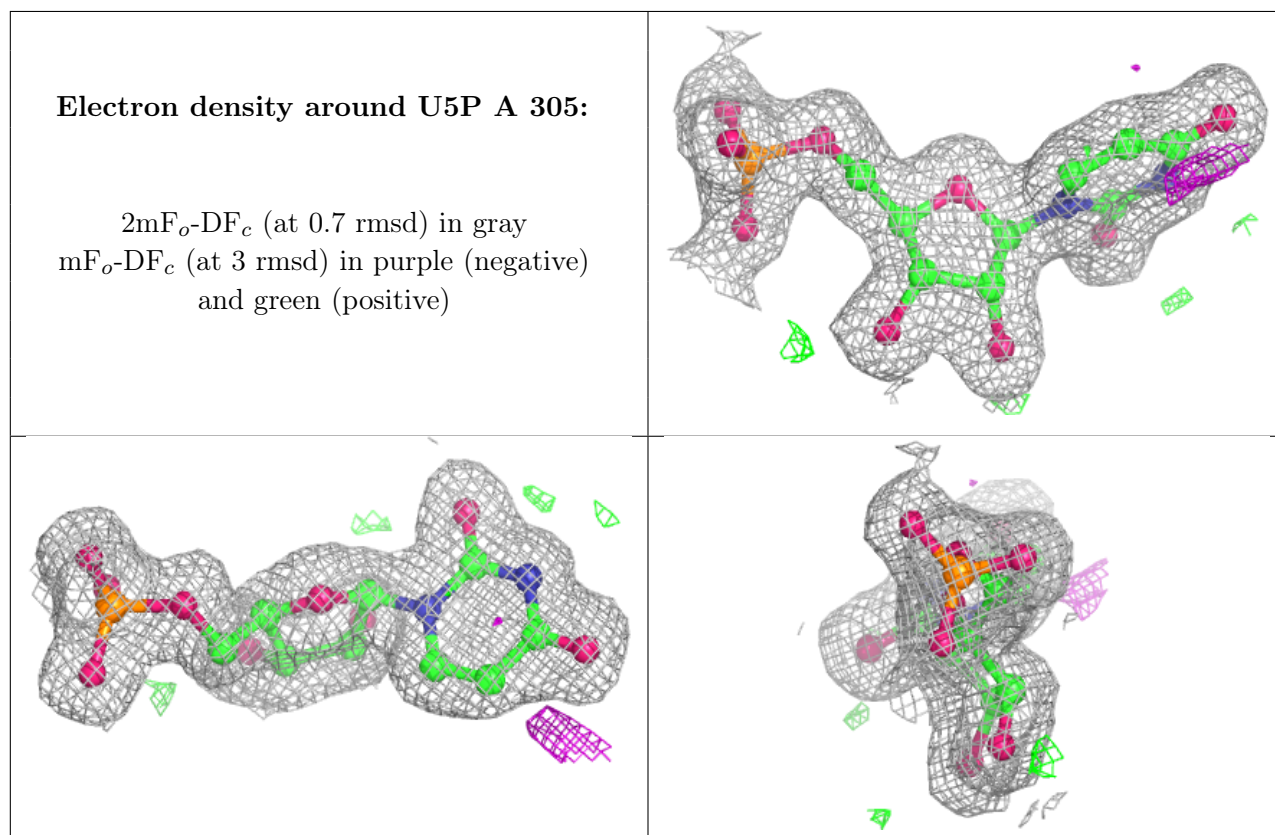 Electron density around U5P A 305:
2mFo-DFc (at 0.7 rmsd) in gray
mFo-DFc (at 3 rmsd) in purple (negative)
and green (positive)